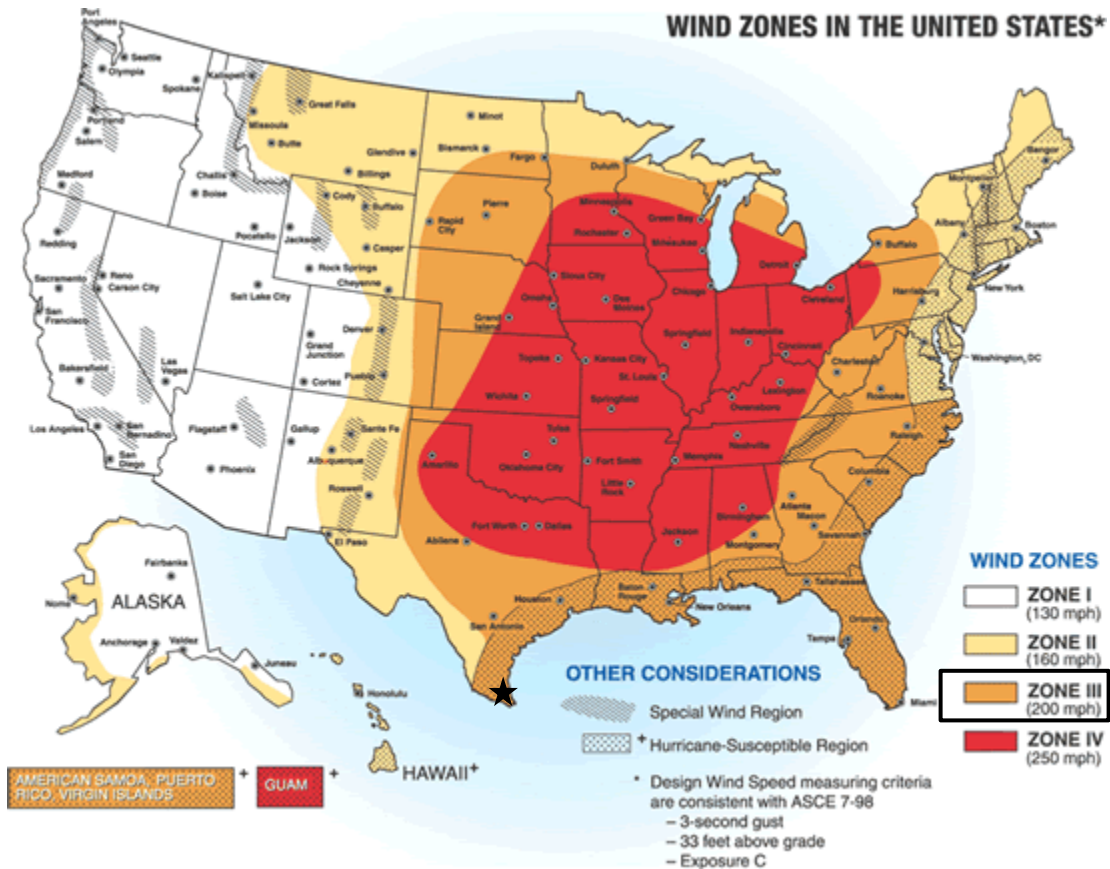 WIND ZONES IN THE UNITED STATES*
Port
Angeles
Seattle
Olympia
Spokane
Kalispell
Great Falls
Minot
Portland
Salem
Missoula
Butte
Glendive
Bismarck
Fargo
Duluth
Bangor
Montpelier
Medford
Challis
Boise
Billings
Cody
Buffalo
Pierre
Rapid
City
Minneapolis
Green Bay
Rochester
Milwaukee
Albany
Boston
Buffalo
Redding
Pocatello
Jackson
Casper
Rock Springs
Cheyenne
Sioux City
Detroit
Chicago
Cleveland
Harrisburg
New York
Sacramento
Reno
Carson City
San
Francisco
Salt Lake City
Omaha
Des
Moines
Grand
Island
Denver
Grand
Junction
Springfield
Indianapolis
Cincinnati
Washington, DC
Bakersfield
Las
Vegas
Cortez
Pueblo
Topeka
Kansas City
St. Louis
Charleston
Lexington
Roanoke
Wichita
Springfield
Owensboro
Los Angeles
San
Bernadino
San
Diego
Flagstaff
Gallup
Sante Fe
Albuquerque
Tulsa
Nashville
Raleigh
Phoenix
Roswell
Amarillo
Oklahoma City
Fort Smith
Memphis
Little
Rock
Columbia
Atlanta
Macon
El Paso
Abilene
Fort Worth
Dallas
Jackson
Birmingham
Montgomery
Savannah
Fairbanks
Nome
ALASKA
Anchorage
Valdez
Juneau
Houston
San Antonio
Baton
Rouge
New Orleans
Tallahassee
Orlando
Tampa
Miami
Honolulu
HAWAII+
WIND ZONES
ZONE I
(130 mph)
ZONE II
(160 mph)
ZONE III
(200 mph)
ZONE IV
(250 mph)
OTHER CONSIDERATIONS
Special Wind Region
+ Hurricane-Susceptible Region
* Design Wind Speed measuring criteria
are consistent with ASCE 7-98
– 3-second gust
– 33 feet above grade
– Exposure C
AMERICAN SAMOA, PUERTO
RICO, VIRGIN ISLANDS
+
GUAM
+